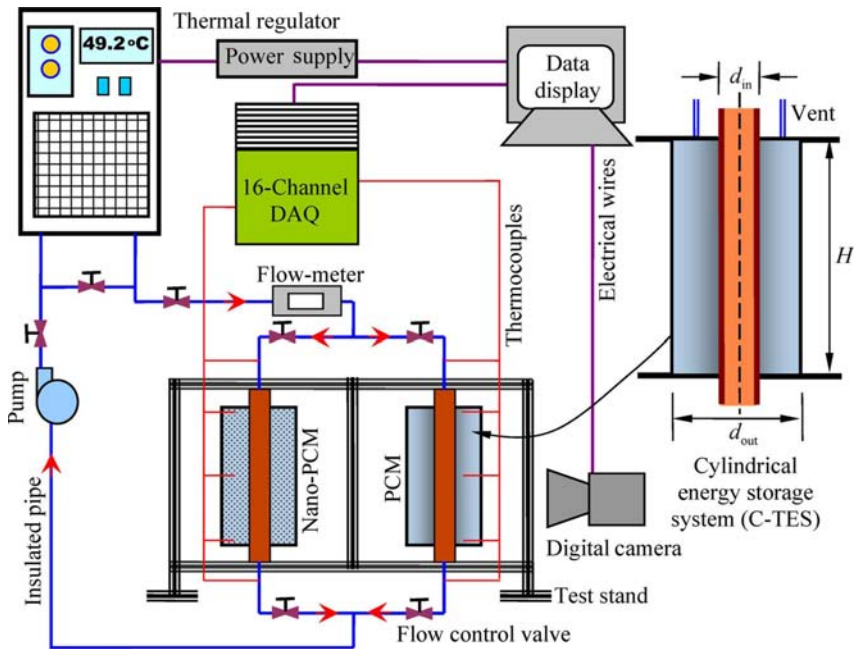 Thermal regulator
49.2°C
Power supply
Data
display
16-Channel
DAQ
Flow-meter
Thermocouples
Electrical wires
d_in
Vent
H
d_out
Cylindrical
energy storage
system (C-TES)
Pump
Insulated pipe
Nano-PCM
PCM
Digital camera
Test stand
Flow control valve